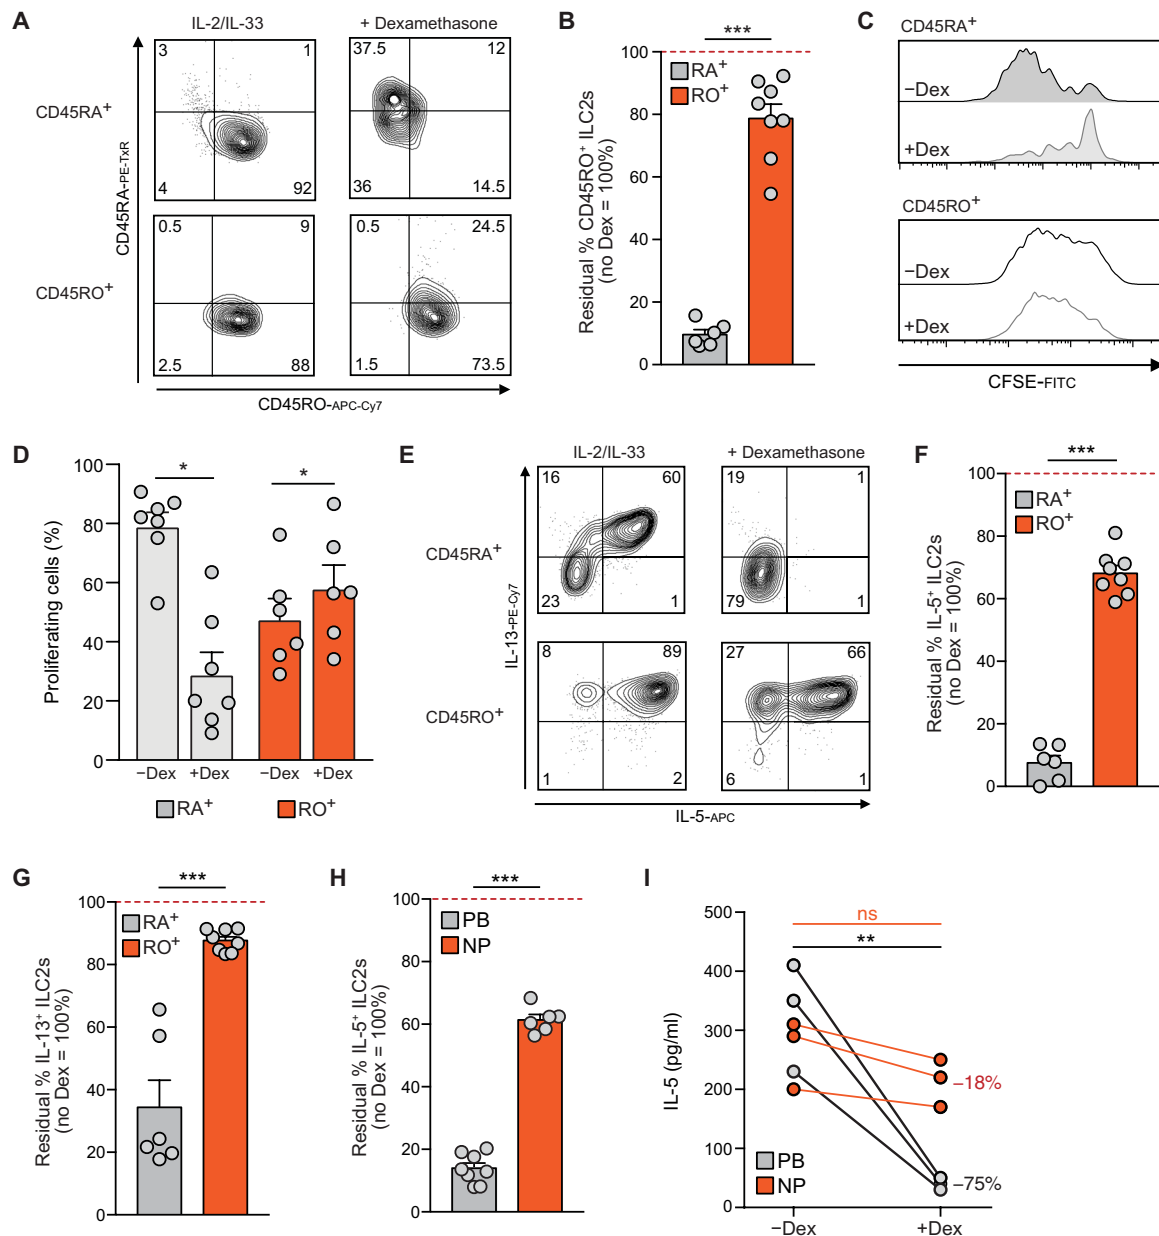 A
IL-2/IL-33
+ Dexamethasone
CD45RA+
3
1
4
92
37.5
12
36
14.5
CD45RO+
0.5
9
2.5
88
0.5
24.5
1.5
73.5
CD45RA-PE-TxR
CD45RO-APC-Cy7
B
***
RA+
RO+
Residual % CD45RO+ ILC2s
(no Dex = 100%)
100
80
60
40
20
0
C
CD45RA+
−Dex
+Dex
CD45RO+
−Dex
+Dex
CFSE-FITC
D
Proliferating cells (%)
100
80
60
40
20
0
*
*
−Dex
+Dex
−Dex
+Dex
RA+
RO+
E
IL-2/IL-33
+ Dexamethasone
CD45RA+
16
60
23
1
19
1
79
1
CD45RO+
8
89
1
2
27
66
6
1
IL-13-PE-Cy7
IL-5-APC
F
***
RA+
RO+
Residual % IL-5+ ILC2s
(no Dex = 100%)
100
80
60
40
20
0
G
***
RA+
RO+
Residual % IL-13+ ILC2s
(no Dex = 100%)
100
80
60
40
20
0
H
***
PB
NP
Residual % IL-5+ ILC2s
(no Dex = 100%)
100
80
60
40
20
0
I
IL-5 (pg/ml)
500
400
300
200
100
0
ns
**
−18%
−75%
PB
NP
−Dex
+Dex